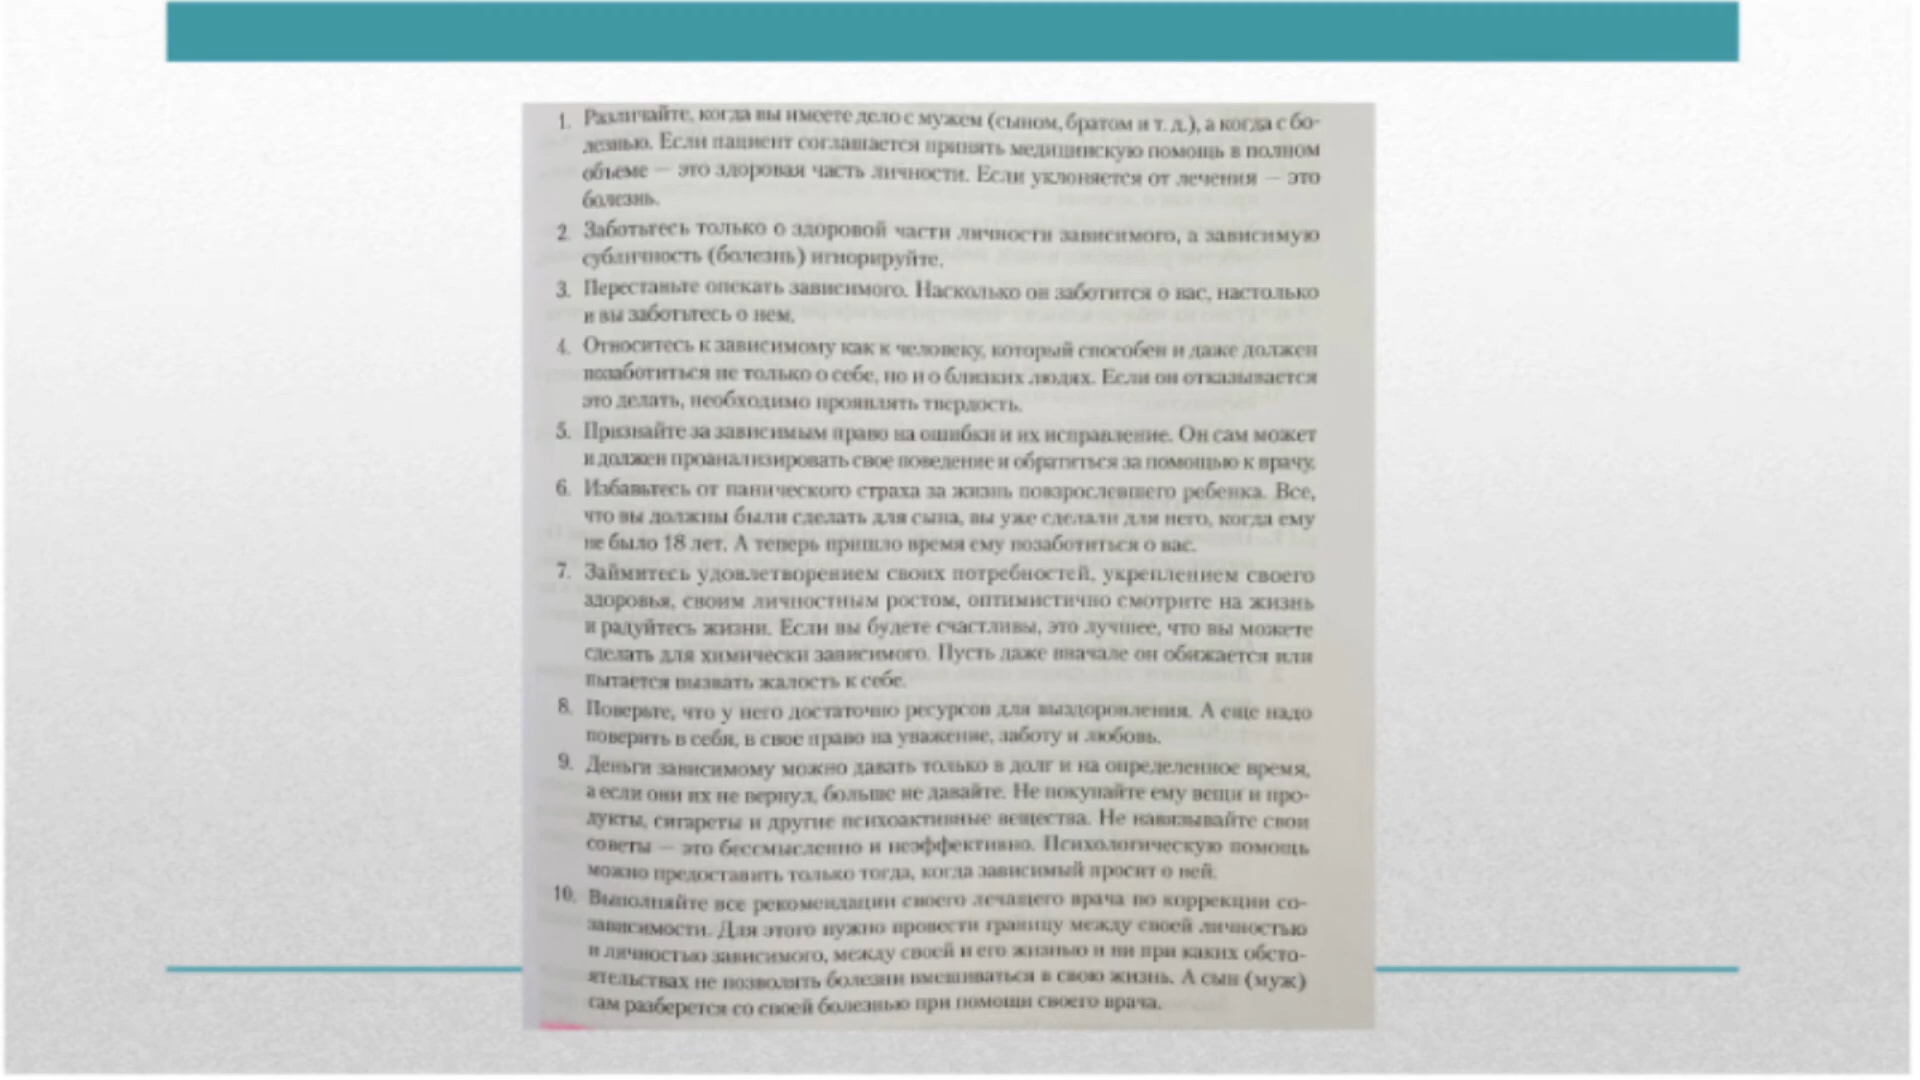 1. Различайте, когда вы имеете дело с мужем (сыном, братом и т. д.), а когда с бо-
лезнью. Если пациент соглашается принять медицинскую помощь в полном
объеме — это здоровая часть личности. Если уклоняется от лечения — это
болезнь.
2. Заботьтесь только о здоровой части личности зависимого, а зависимую
субличность (болезнь) игнорируйте.
3. Перестаньте опекать зависимого. Насколько он заботится о вас, настолько
и вы заботьтесь о нем.
4. Относитесь к зависимому как к человеку, который способен и даже должен
позаботиться не только о себе, но и о близких людях. Если он отказывается
это делать, необходимо проявлять твердость.
5. Признайте за зависимым право на ошибки и их исправление. Он сам может
и должен проанализировать свое поведение и обратиться за помощью к врачу.
6. Избавьтесь от панического страха за жизнь повзрослевшего ребенка. Все,
что вы должны были сделать для сына, вы уже сделали для него, когда ему
не было 18 лет. А теперь пришло время ему позаботиться о вас.
7. Займитесь удовлетворением своих потребностей, укреплением своего
здоровья, своим личностным ростом, оптимистично смотрите на жизнь
и радуйтесь жизни. Если вы будете счастливы, это лучшее, что вы можете
сделать для химически зависимого. Пусть даже вначале он обижается или
пытается вызвать жалость к себе.
8. Поверьте, что у него достаточно ресурсов для выздоровления. А еще надо
поверить в себя, в свое право на уважение, заботу и любовь.
9. Деньги зависимому можно давать только в долг и на определенное время,
а если они их не вернул, больше не давайте. Не покупайте ему вещи и про-
дукты, сигареты и другие психоактивные вещества. Не навязывайте свои
советы — это бессмысленно и неэффективно. Психологическую помощь
можно предоставить только тогда, когда зависимый просит о ней.
10. Выполняйте все рекомендации своего лечащего врача по коррекции со-
зависимости. Для этого нужно провести границу между своей личностью
и личностью зависимого, между своей и его жизнью и ни при каких обсто-
ятельствах не позволять болезни вмешиваться в свою жизнь. А сын (муж)
сам разберется со своей болезнью при помощи своего врача.